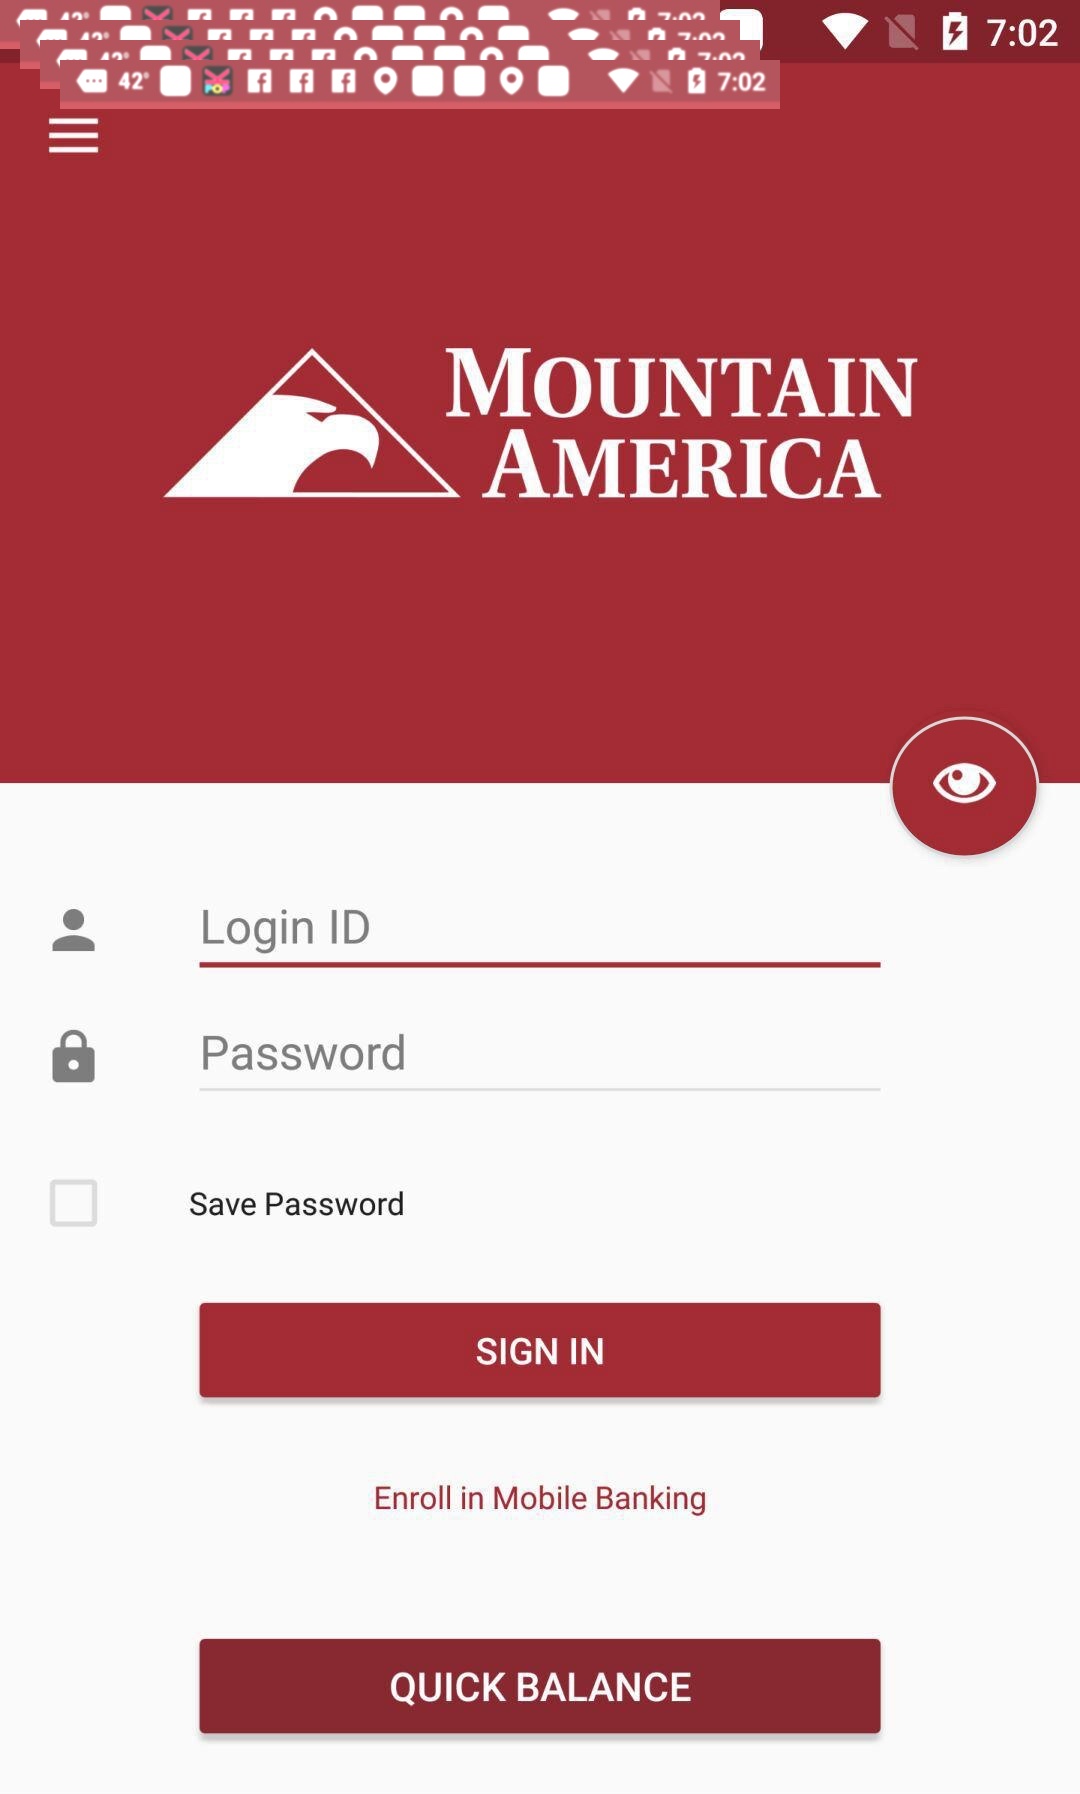 7:02
42° 7:02
MOUNTAIN
AMERICA
Login ID
Password
Save Password
SIGN IN
Enroll in Mobile Banking
QUICK BALANCE